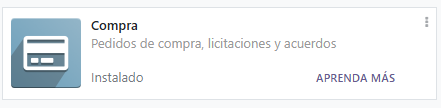 Compra
Pedidos de compra, licitaciones y acuerdos
Instalado APRENDA MÁS